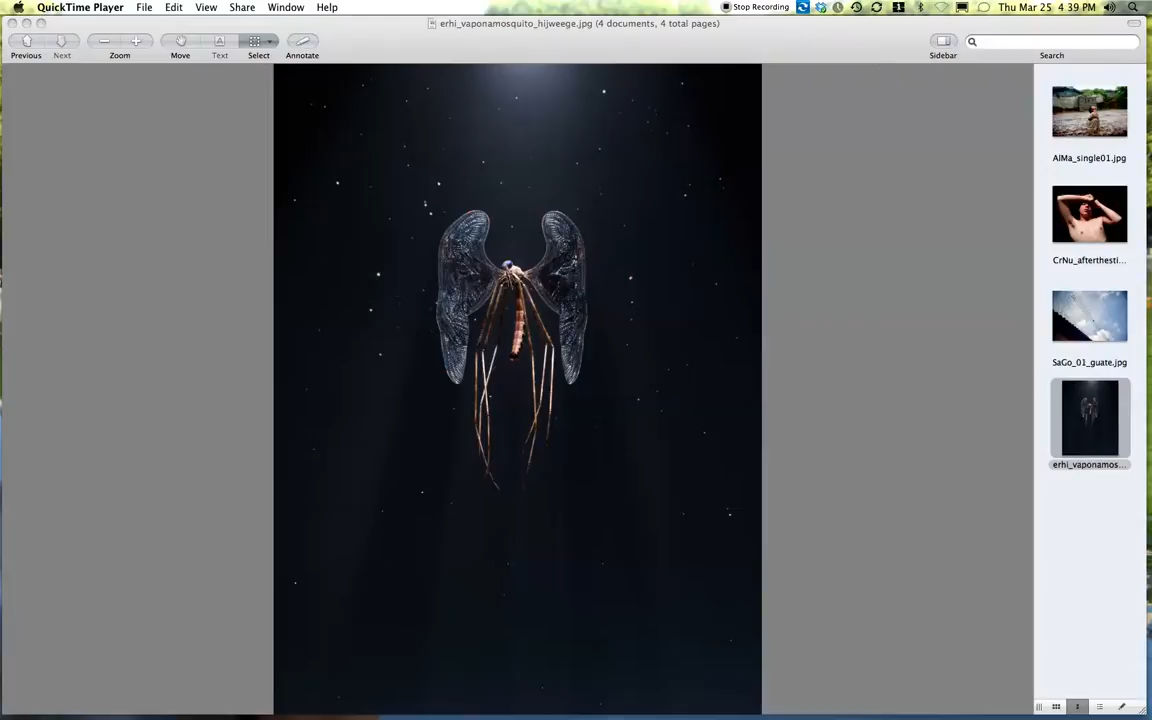 QuickTime Player File Edit View Share Window Help Stop Recording 1 Thu Mar 25 4:39 PM
erhi_vaponamosquito_hijweege.jpg (4 documents, 4 total pages)
Previous Next Zoom Move Text Select Annotate Sidebar Search
AlMa_single01.jpg
CrNu_afterthesti...
SaGo_01_guate.jpg
erhi_vaponamos...